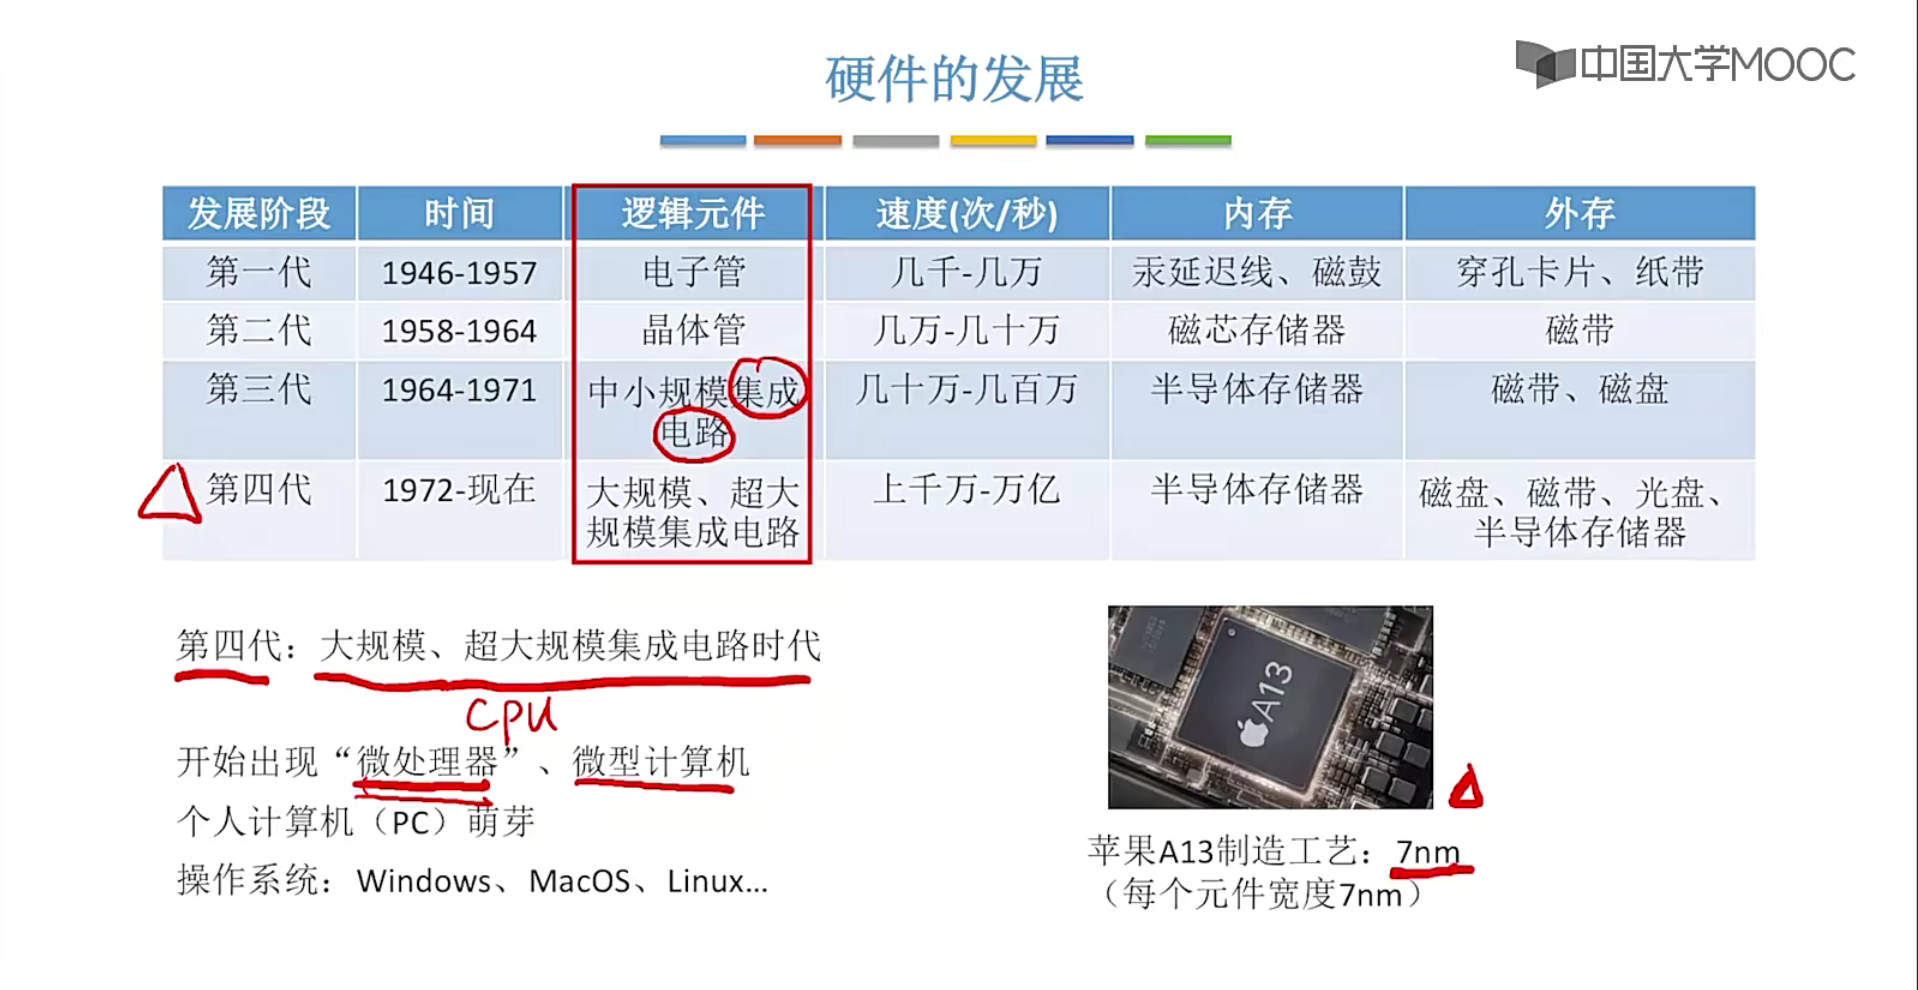 中国大学MOOC
硬件的发展
发展阶段 时间 逻辑元件 速度(次/秒) 内存 外存
第一代 1946-1957 电子管 几千-几万 汞延迟线、磁鼓 穿孔卡片、纸带
第二代 1958-1964 晶体管 几万-几十万 磁芯存储器 磁带
第三代 1964-1971 中小规模集成 几十万-几百万 半导体存储器 磁带、磁盘
电路
第四代 1972-现在 大规模、超大 上千万-万亿 半导体存储器 磁盘、磁带、光盘、
规模集成电路 半导体存储器
第四代：大规模、超大规模集成电路时代
CPU
开始出现“微处理器”、微型计算机
个人计算机（PC）萌芽
操作系统：Windows、MacOS、Linux...
A13
苹果A13制造工艺：7nm
（每个元件宽度7nm）